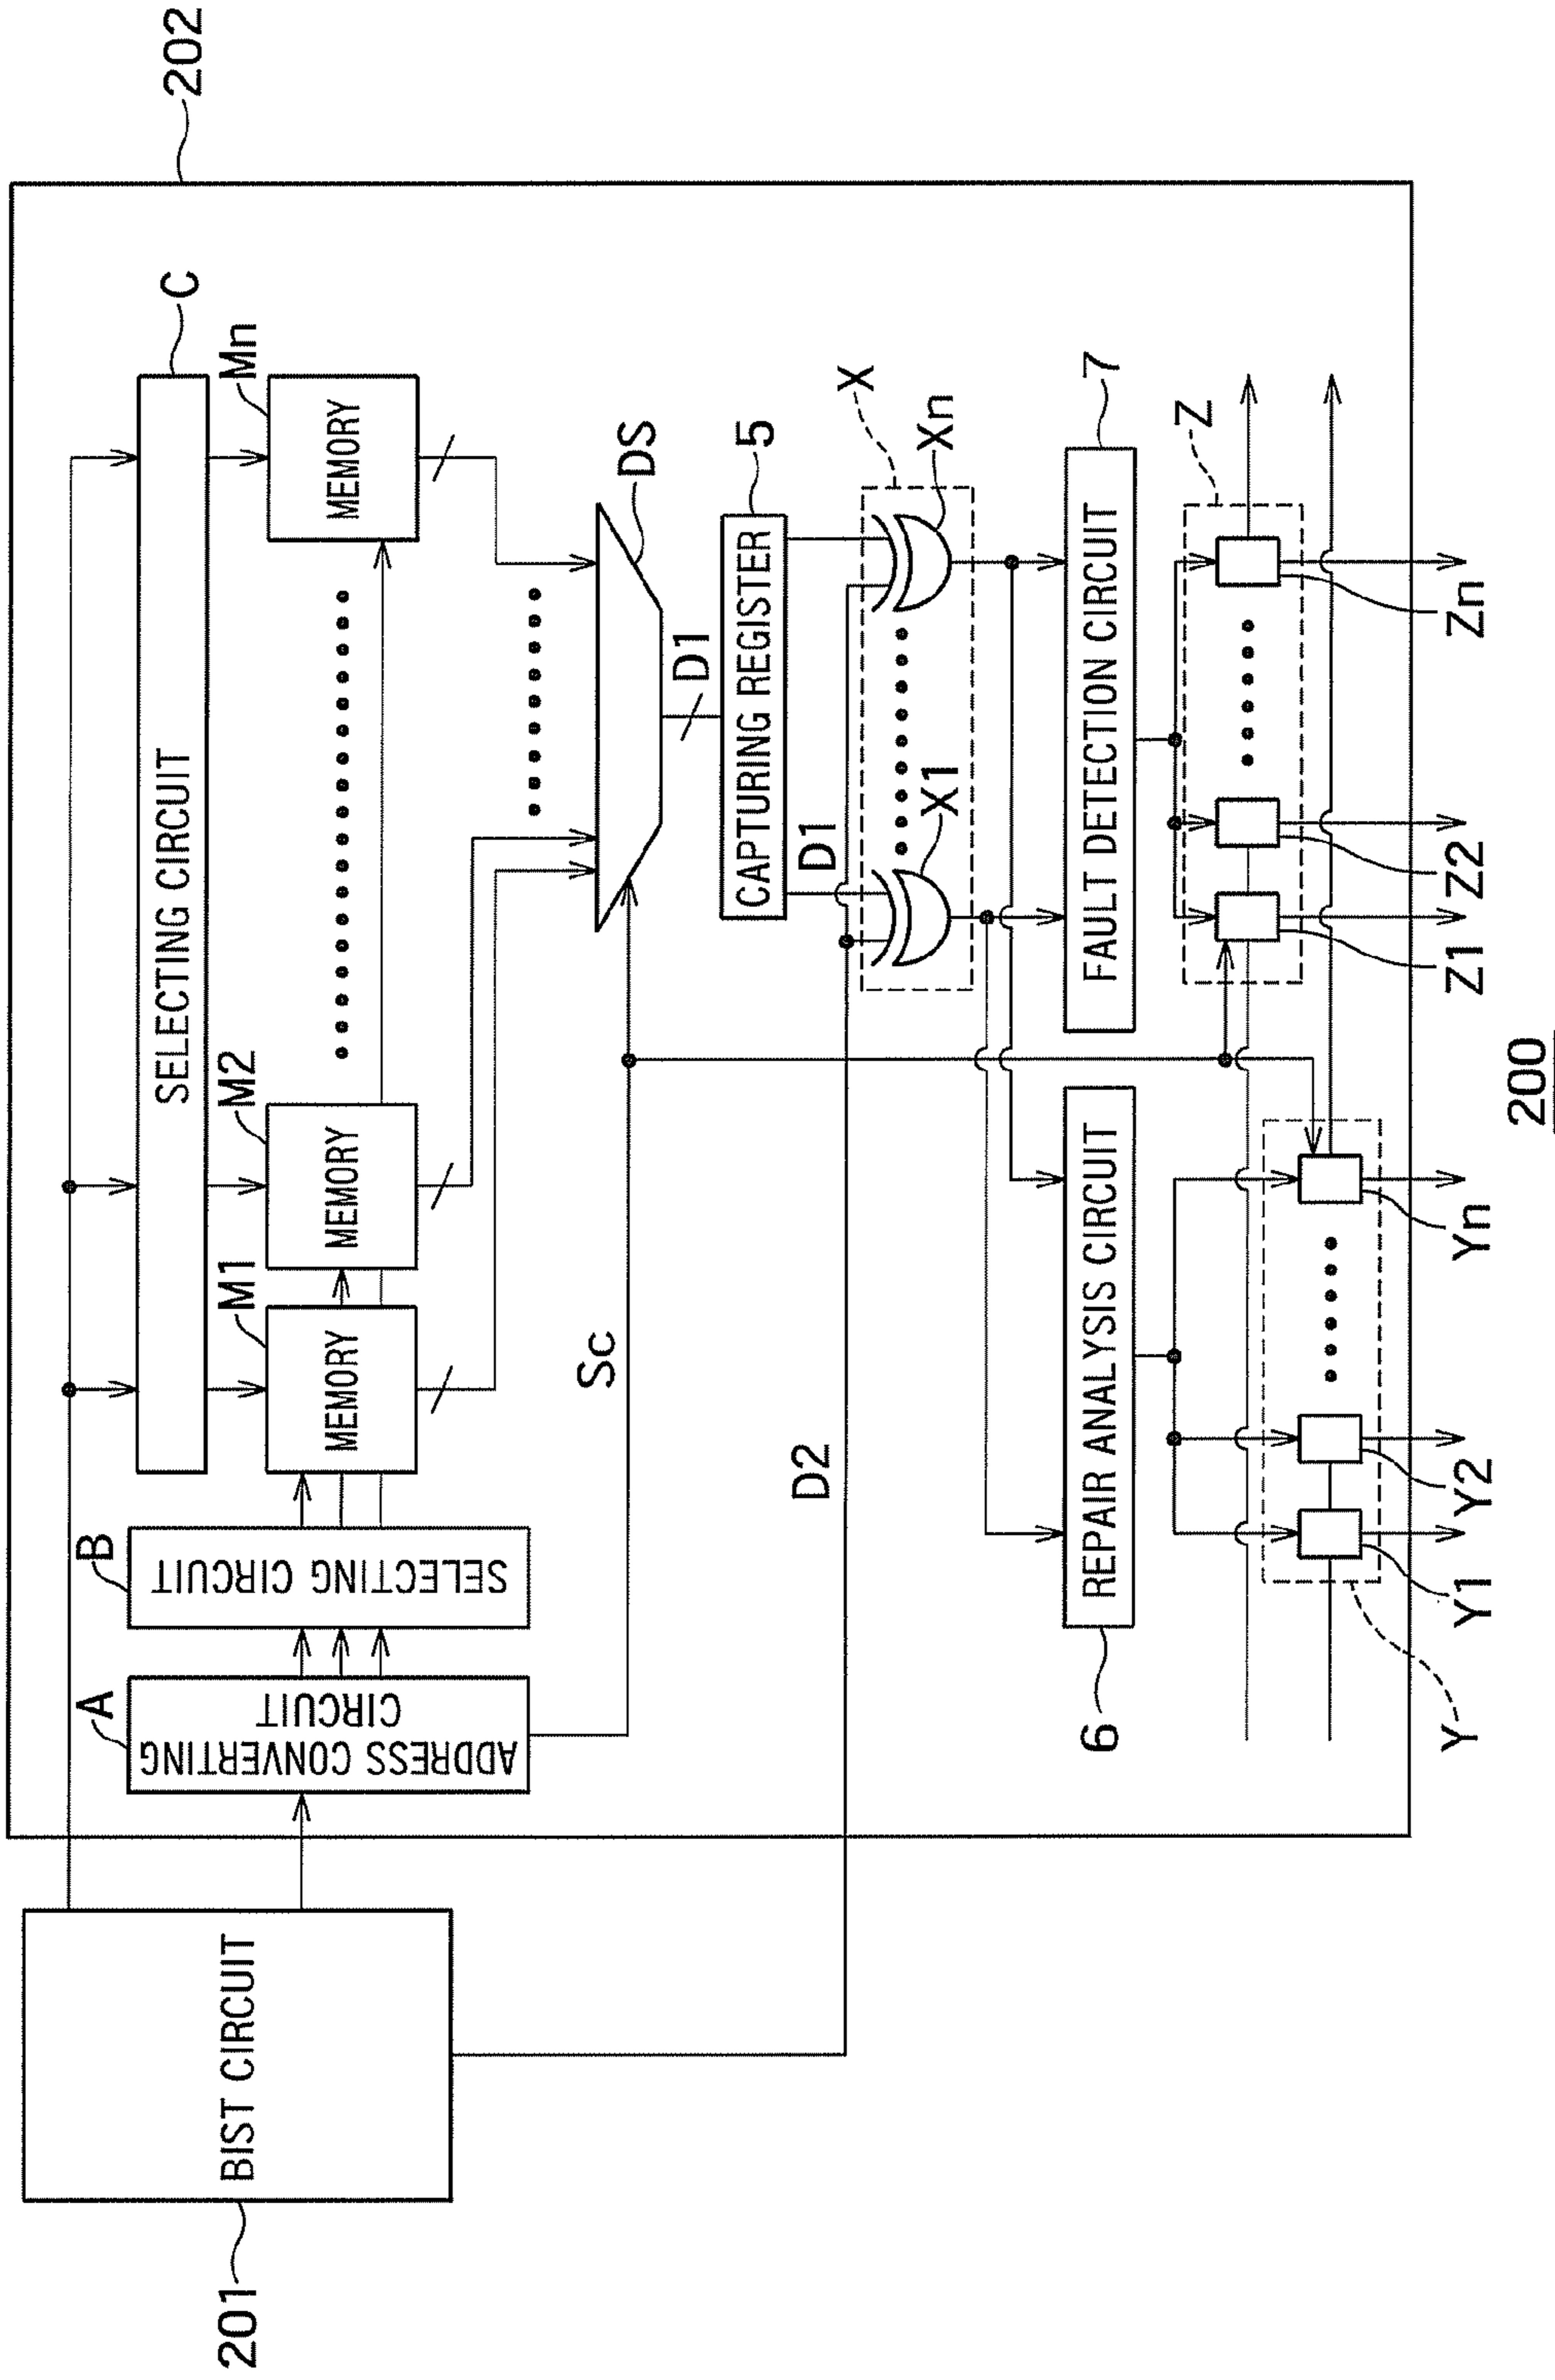 202
C
SELECTING CIRCUIT
M1
M2
Mn
MEMORY
MEMORY
MEMORY
A
ADDRESS CONVERTING
CIRCUIT
B
SELECTING CIRCUIT
201
BIST CIRCUIT
Sc
DS
D1
5
CAPTURING REGISTER
D1
D2
X
X1
Xn
6
REPAIR ANALYSIS CIRCUIT
7
FAULT DETECTION CIRCUIT
Z
Y
Y1
Y2
Yn
Z1
Z2
Zn
200